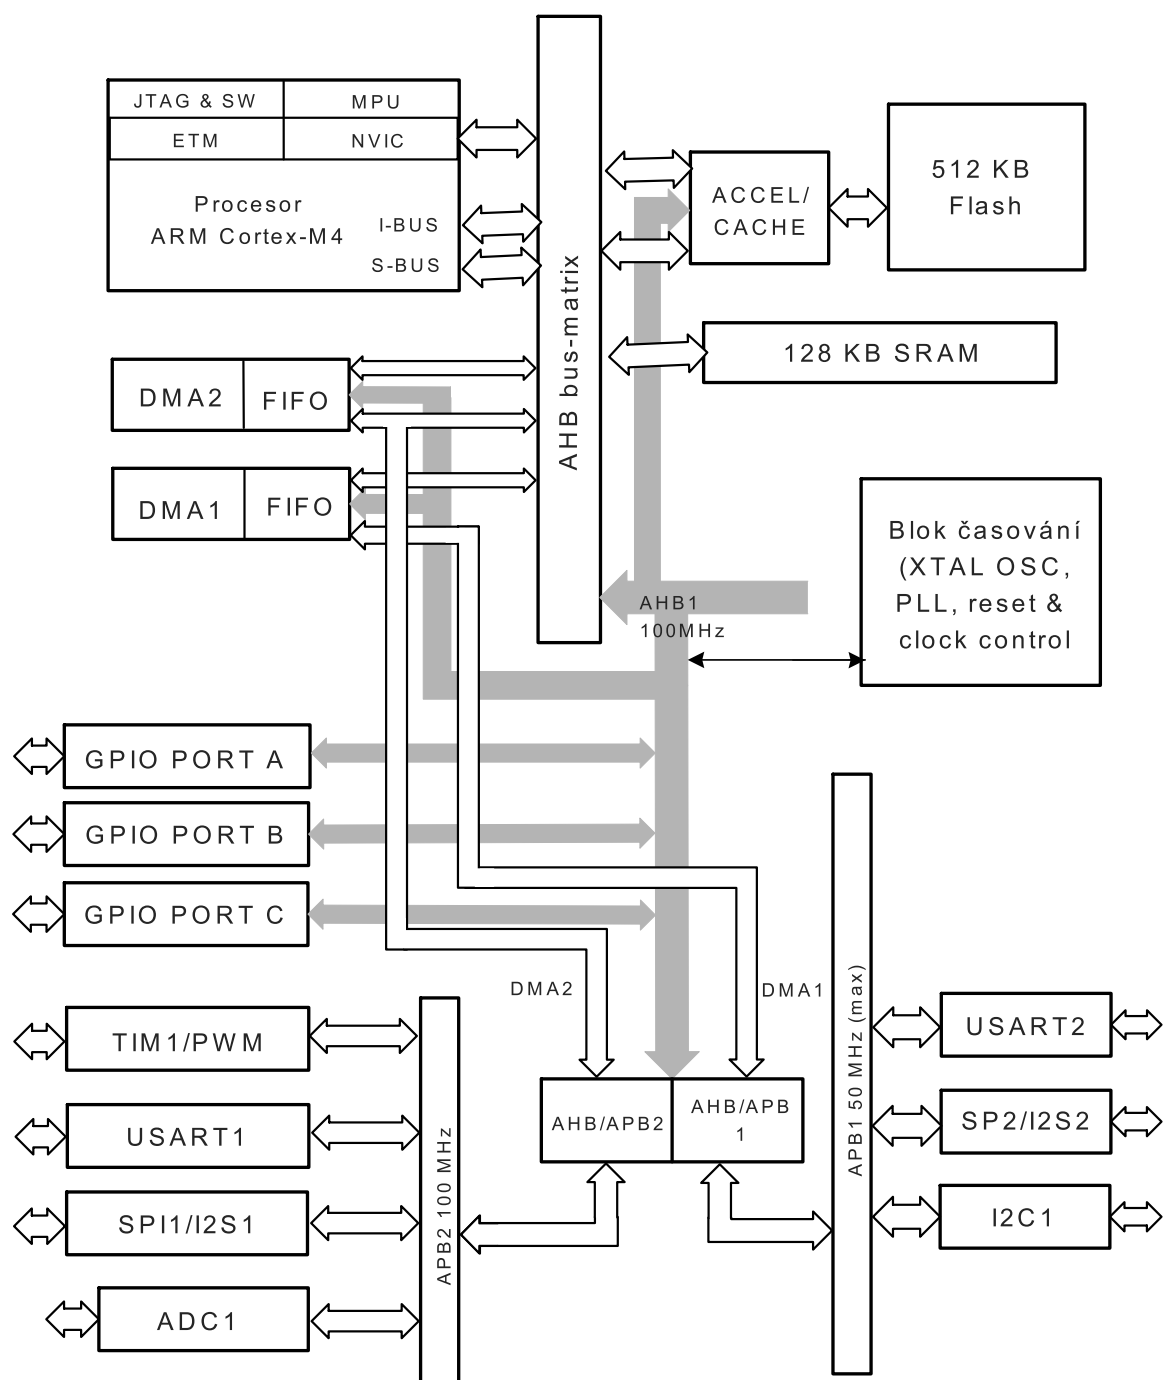 JTAG & SW
MPU
ETM
NVIC
Procesor
ARM Cortex-M4
I-BUS
S-BUS
AHB bus-matrix
ACCEL/
CACHE
512 KB
Flash
128 KB SRAM
DMA2
FIFO
DMA1
FIFO
Blok časování
(XTAL OSC,
PLL, reset &
clock control
AHB1
100MHz
GPIO PORT A
GPIO PORT B
GPIO PORT C
DMA2
DMA1
TIM1/PWM
USART1
SPI1/I2S1
ADC1
APB2 100 MHz
AHB/APB2
AHB/APB
1
APB1 50 MHz (max)
USART2
SP2/I2S2
I2C1